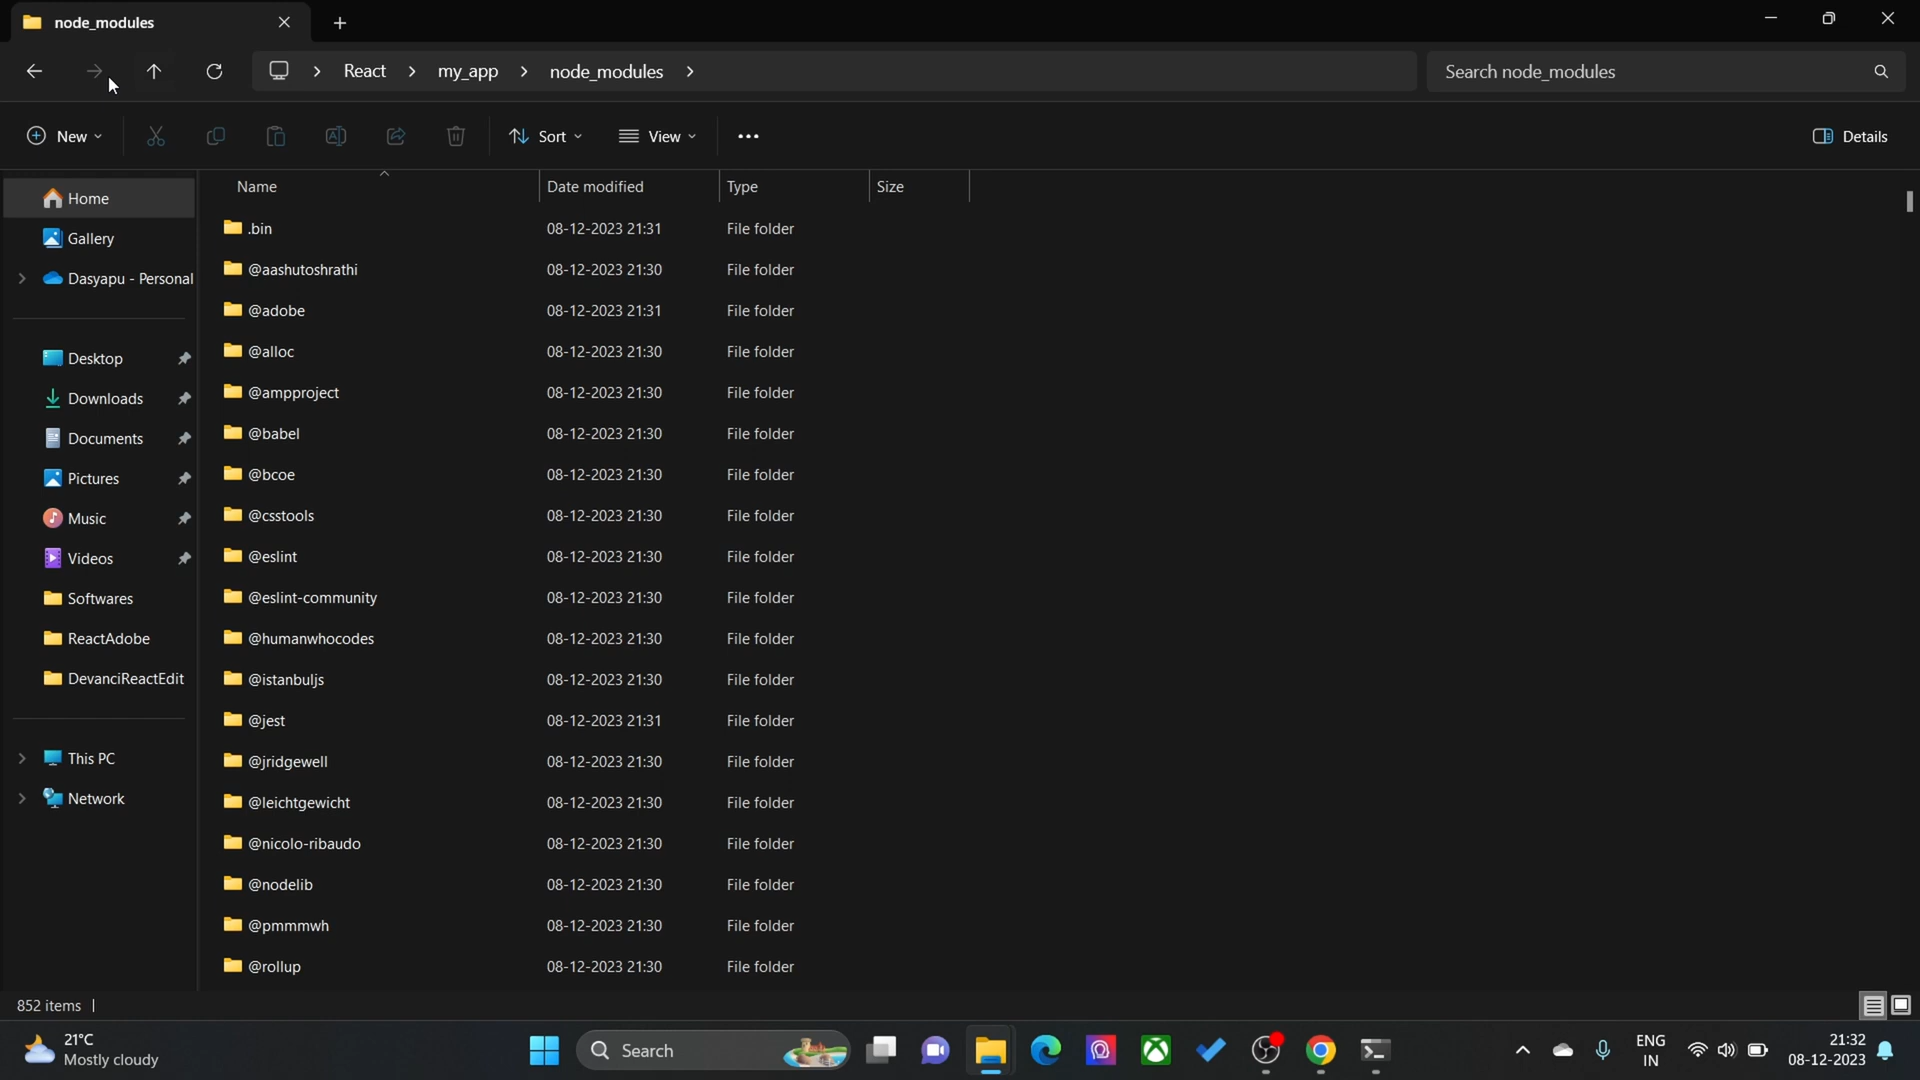 node_modules
React my_app node_modules
Search node_modules
New
Sort
View
Details
Name Date modified Type Size
Home
Gallery
Dasyapu - Personal
Desktop
Downloads
Documents
Pictures
Music
Videos
Softwares
ReactAdobe
DevanciReactEdit
This PC
Network
.bin 08-12-2023 21:31 File folder
@aashutoshrathi 08-12-2023 21:30 File folder
@adobe 08-12-2023 21:31 File folder
@alloc 08-12-2023 21:30 File folder
@ampproject 08-12-2023 21:30 File folder
@babel 08-12-2023 21:30 File folder
@bcoe 08-12-2023 21:30 File folder
@csstools 08-12-2023 21:30 File folder
@eslint 08-12-2023 21:30 File folder
@eslint-community 08-12-2023 21:30 File folder
@humanwhocodes 08-12-2023 21:30 File folder
@istanbuljs 08-12-2023 21:30 File folder
@jest 08-12-2023 21:31 File folder
@jridgewell 08-12-2023 21:30 File folder
@leichtgewicht 08-12-2023 21:30 File folder
@nicolo-ribaudo 08-12-2023 21:30 File folder
@nodelib 08-12-2023 21:30 File folder
@pmmmwh 08-12-2023 21:30 File folder
@rollup 08-12-2023 21:30 File folder
852 items
21°C
Mostly cloudy
Search
ENG
IN
21:32
08-12-2023